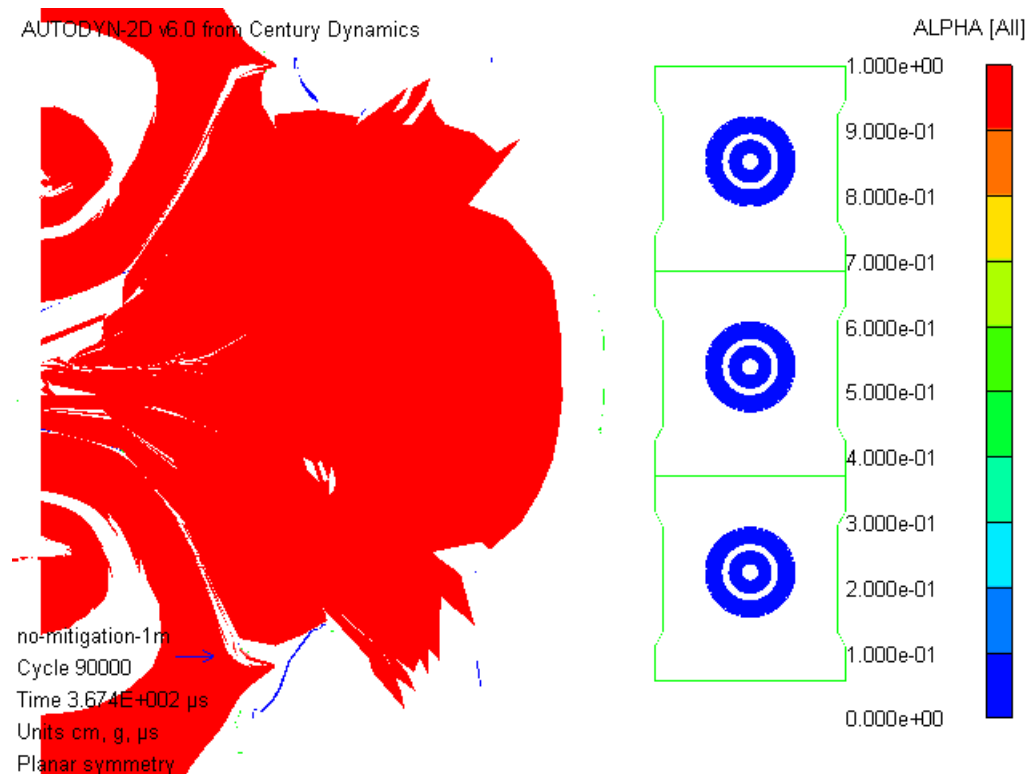 AUTODYN-2D v6.0 from Century Dynamics
ALPHA [All]
1.000e+00
9.000e-01
8.000e-01
7.000e-01
6.000e-01
5.000e-01
4.000e-01
3.000e-01
2.000e-01
1.000e-01
0.000e+00
no-mitigation-1m
Cycle 90000
Time 3.674E+002 µs
Units cm, g, µs
Planar symmetry